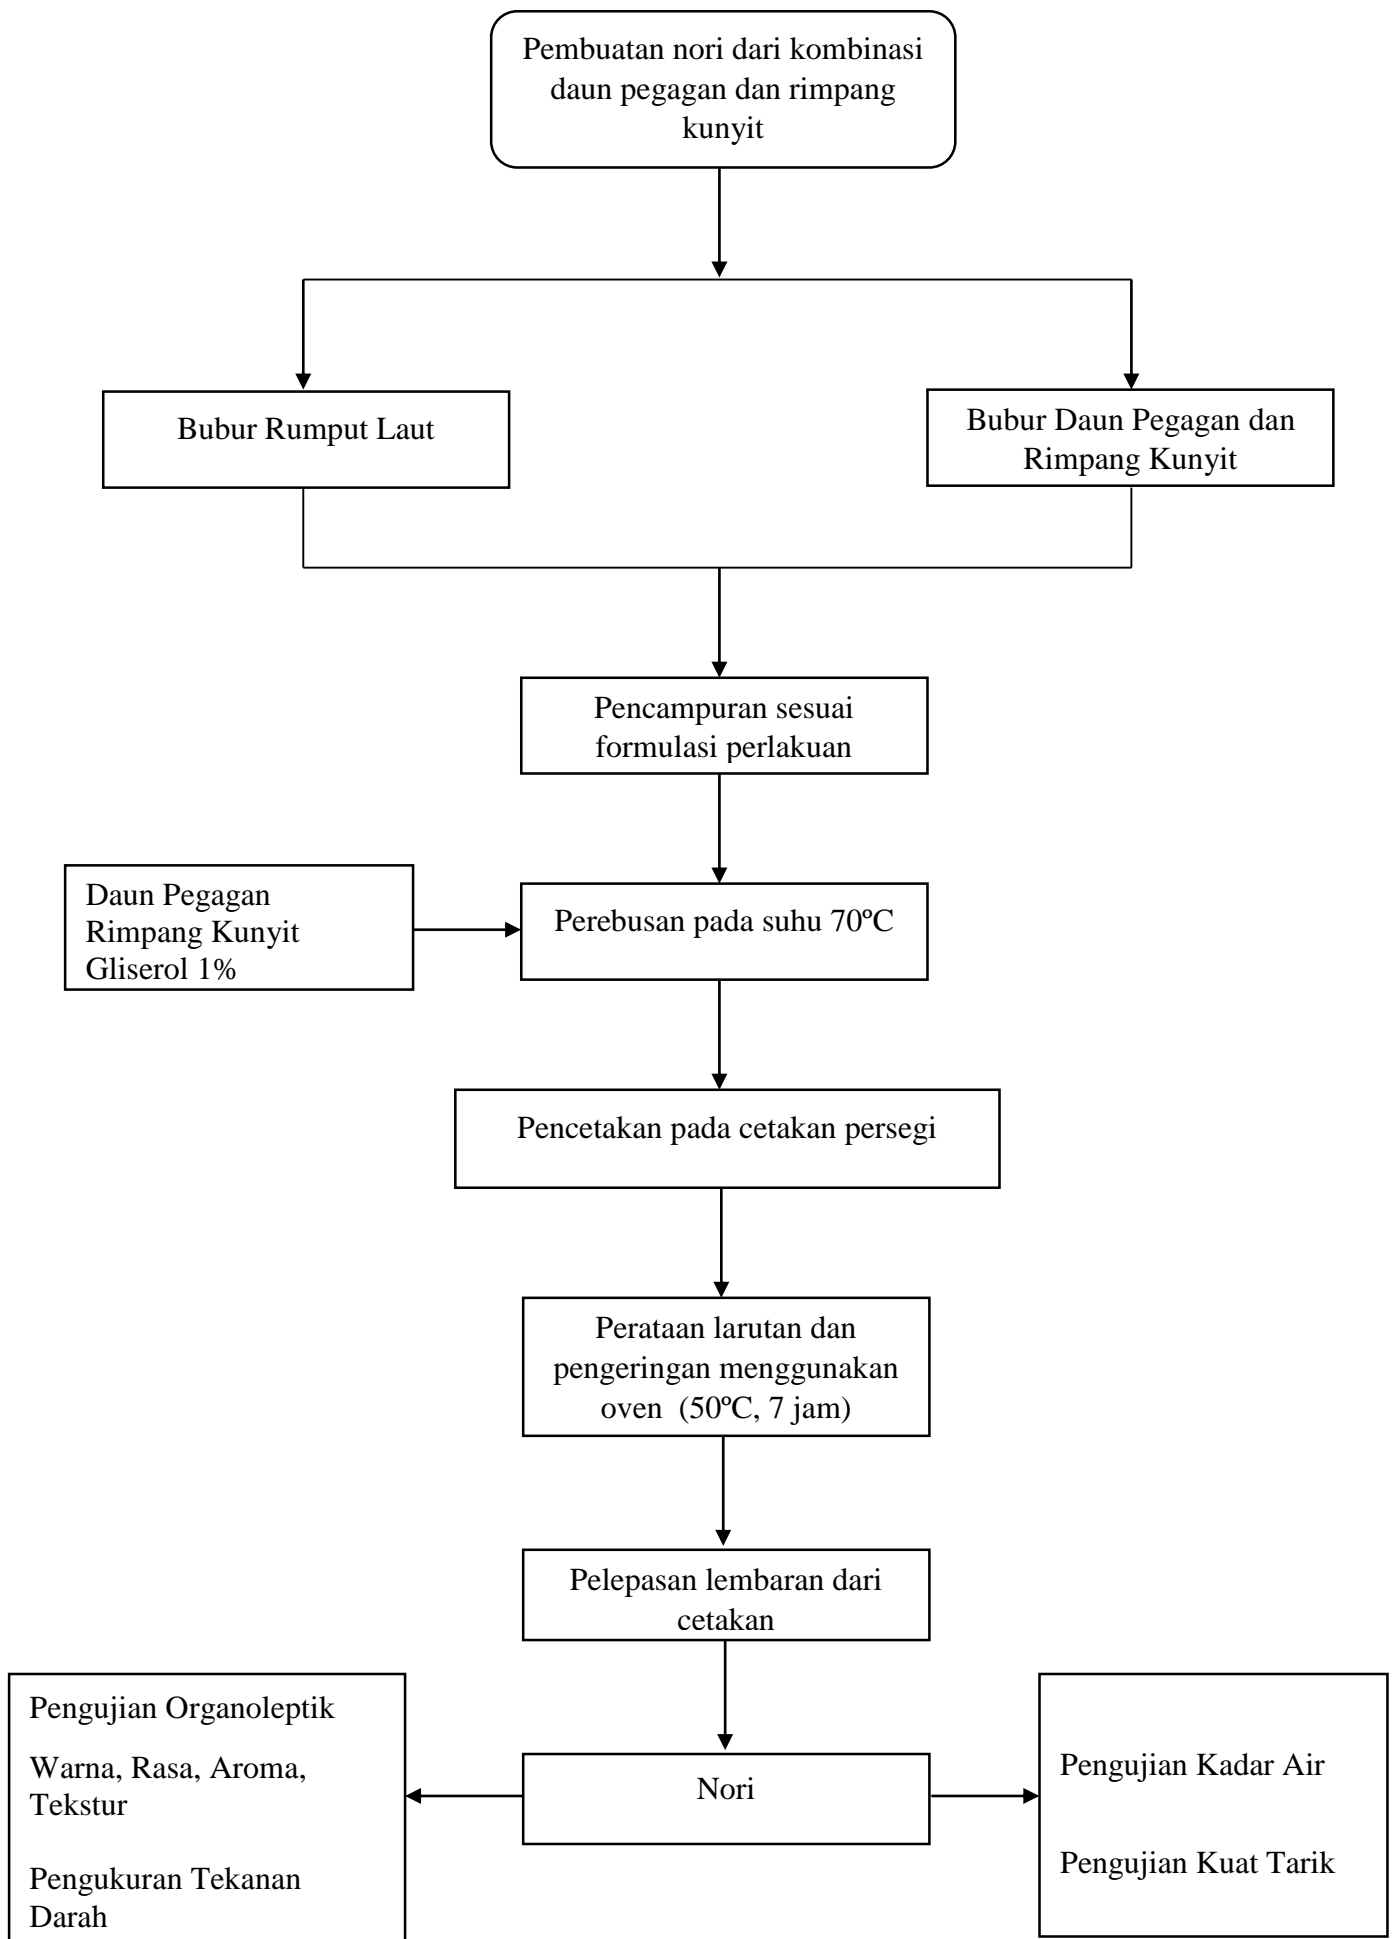 Pembuatan nori dari kombinasi
daun pegagan dan rimpang
kunyit
Bubur Rumput Laut
Bubur Daun Pegagan dan
Rimpang Kunyit
Pencampuran sesuai
formulasi perlakuan
Daun Pegagan
Rimpang Kunyit
Gliserol 1%
Perebusan pada suhu 70ºC
Pencetakan pada cetakan persegi
Perataan larutan dan
pengeringan menggunakan
oven  (50ºC, 7 jam)
Pelepasan lembaran dari
cetakan
Pengujian Organoleptik
Warna, Rasa, Aroma,
Tekstur
Pengukuran Tekanan
Darah
Nori
Pengujian Kadar Air
Pengujian Kuat Tarik